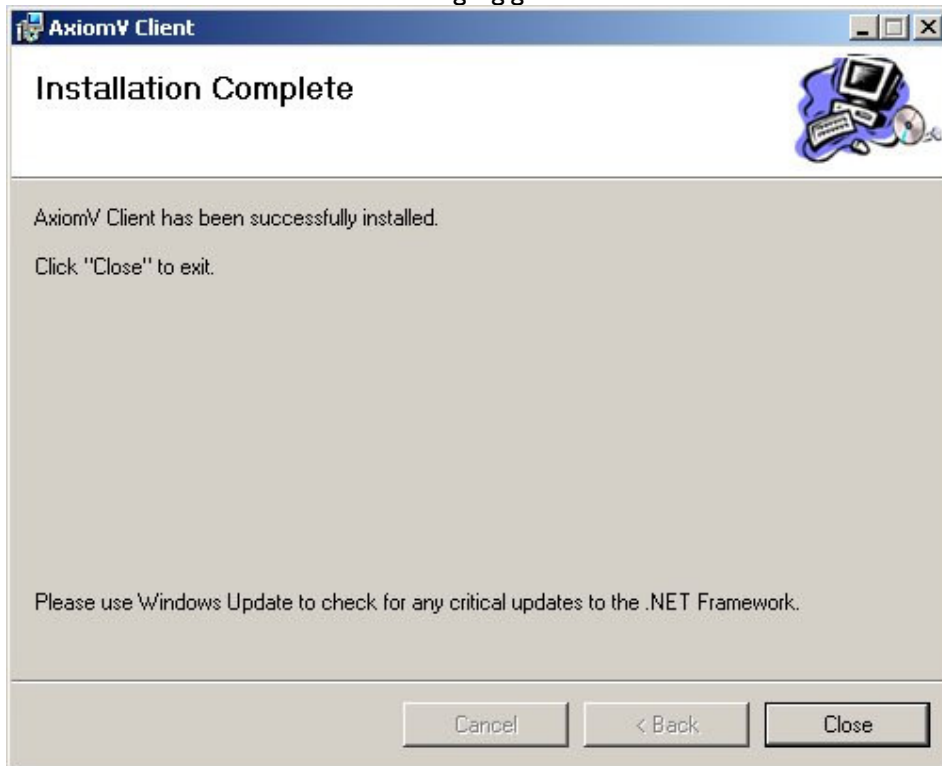 AxiomV Client
Installation Complete
AxiomV Client has been successfully installed.
Click "Close" to exit.
Please use Windows Update to check for any critical updates to the .NET Framework.
Cancel
< Back
Close